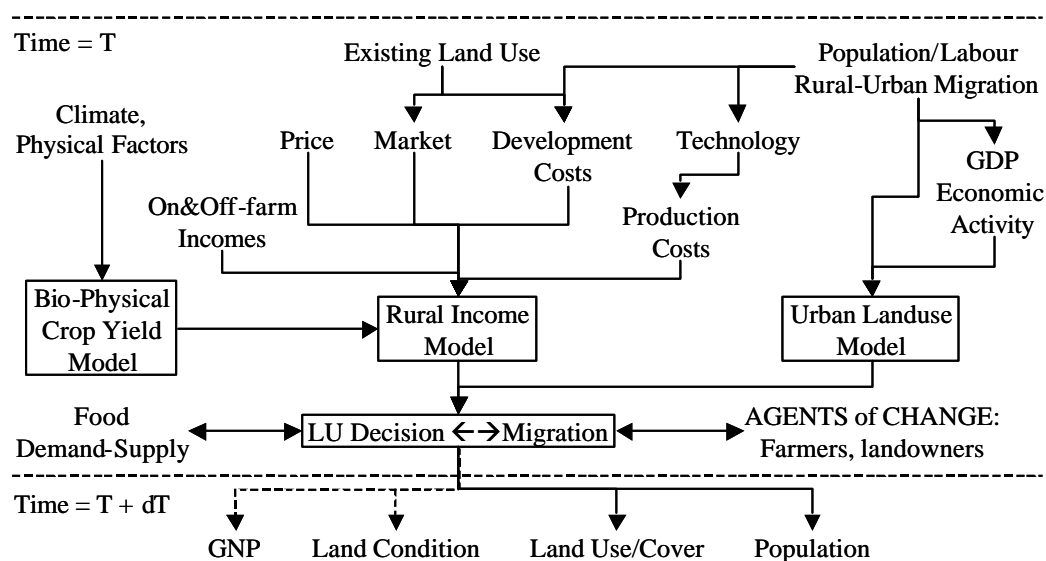 Time = T
Existing Land Use
Population/Labour
Rural-Urban Migration
Climate,
Physical Factors
Price
Market
Development
Costs
Technology
GDP
Economic
Activity
On&Off-farm
Incomes
Production
Costs
Bio-Physical
Crop Yield
Model
Rural Income
Model
Urban Landuse
Model
Food
Demand-Supply
LU Decision Migration
AGENTS of CHANGE:
Farmers, landowners
Time = T + dT
GNP
Land Condition
Land Use/Cover
Population